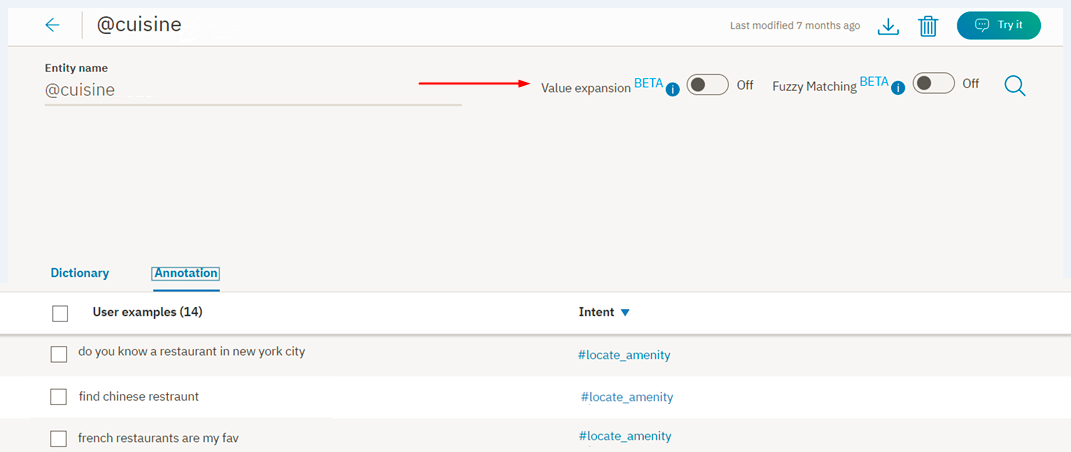 @cuisine
Last modified 7 months ago
Try it
Entity name
@cuisine
Value expansion BETA i Off
Fuzzy Matching BETA i Off
Dictionary
Annotation
User examples (14)
Intent
do you know a restaurant in new york city
#locate_amenity
find chinese restraunt
#locate_amenity
french restaurants are my fav
#locate_amenity